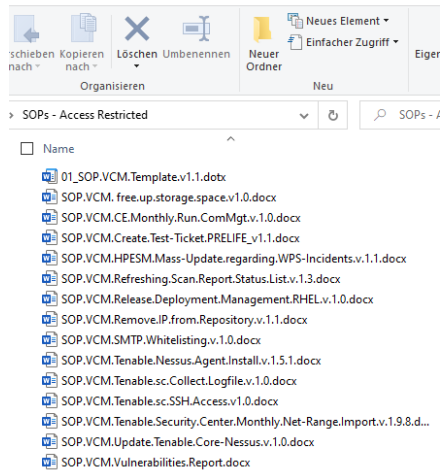 schieben Kopieren Löschen Umbenennen Neuer
nach nach Ordner
Neues Element
Einfacher Zugriff
Eigen
Organisieren Neu
SOPs - Access Restricted
SOPs - A
Name
01_SOP.VCM.Template.v1.1.dotx
SOP.VCM. free.up.storage.space.v1.0.docx
SOP.VCM.CE.Monthly.Run.ComMgt.v.1.0.docx
SOP.VCM.Create.Test-Ticket.PRELIFE_v1.1.docx
SOP.VCM.HPESM.Mass-Update.regarding.WPS-Incidents.v.1.1.docx
SOP.VCM.Refreshing.Scan.Report.Status.List.v.1.3.docx
SOP.VCM.Release.Deployment.Management.RHEL.v.1.0.docx
SOP.VCM.Remove.IP.from.Repository.v.1.1.docx
SOP.VCM.SMTP.Whitelisting.v.1.0.docx
SOP.VCM.Tenable.Nessus.Agent.Install.v.1.5.1.docx
SOP.VCM.Tenable.sc.Collect.Logfile.v.1.0.docx
SOP.VCM.Tenable.sc.SSH.Access.v1.0.docx
SOP.VCM.Tenable.Security.Center.Monthly.Net-Range.Import.v.1.9.8.d...
SOP.VCM.Update.Tenable.Core-Nessus.v.1.0.docx
SOP.VCM.Vulnerabilities.Report.docx